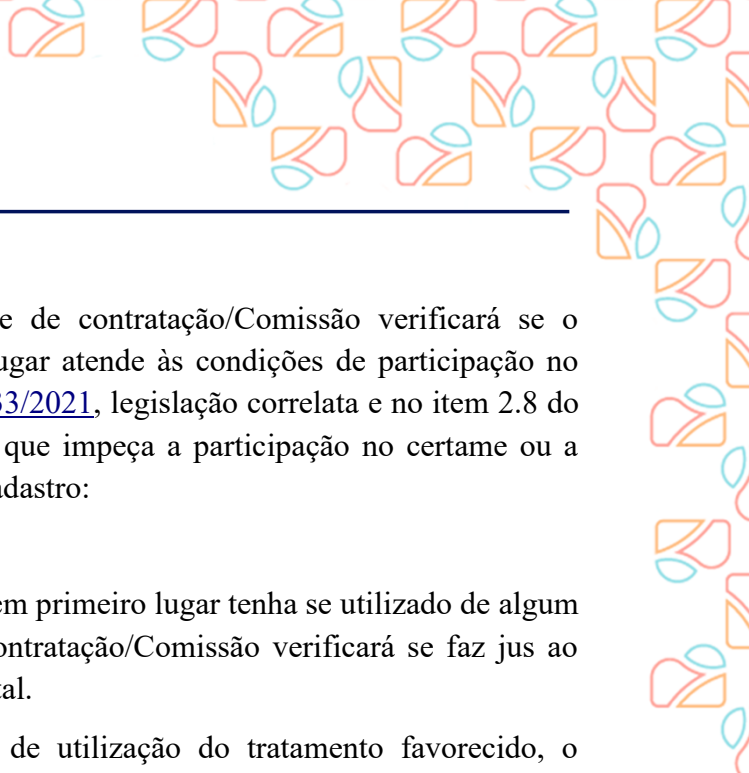 e de contratação/Comissão verificará se o
ugar atende às condições de participação no
33/2021, legislação correlata e no item 2.8 do
que impeça a participação no certame ou a
adastro:
em primeiro lugar tenha se utilizado de algum
ontratação/Comissão verificará se faz jus ao
tal.
de utilização do tratamento favorecido, o